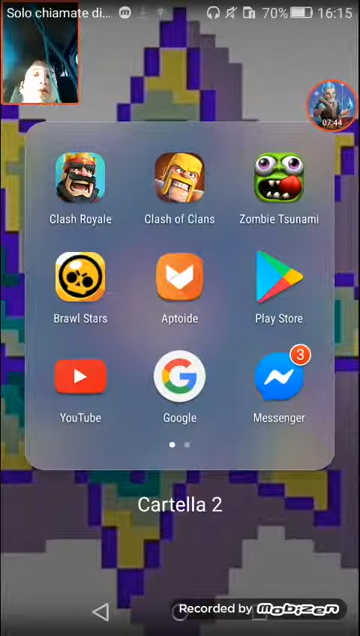 Solo chiamate di... 70% 16:15
07:44
Clash Royale Clash of Clans Zombie Tsunami
Brawl Stars Aptoide Play Store
3
YouTube Google Messenger
Cartella 2
Recorded by mobizen